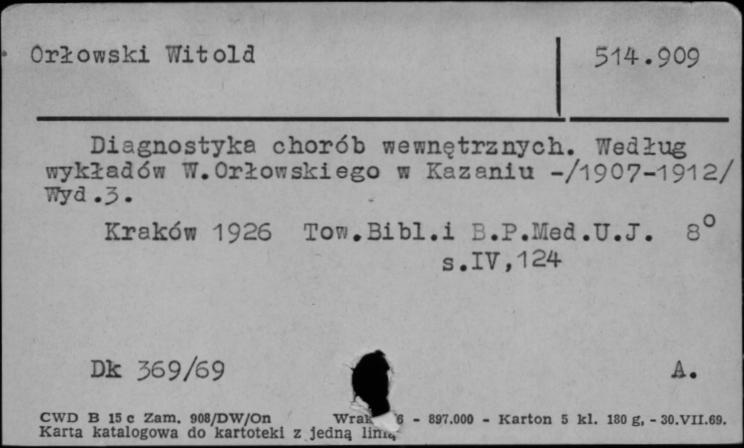 Orłowski Witold 514.909
Diagnostyka chorób wewnętrznych. Według
wykładów W.Orłowskiego w Kazaniu -/1907-1912/
Wyd.3.
Kraków 1926 Tow.Bibl.i B.P.Med.U.J. 8°
s.IV,124
Dk 369/69 A.
CWD B 15 c Zam. 908/DW/On 6 - 897.000 - Karton 5 kl. 180 g, - 30.VII.69.
Karta katalogowa do kartoteki z jedną linią